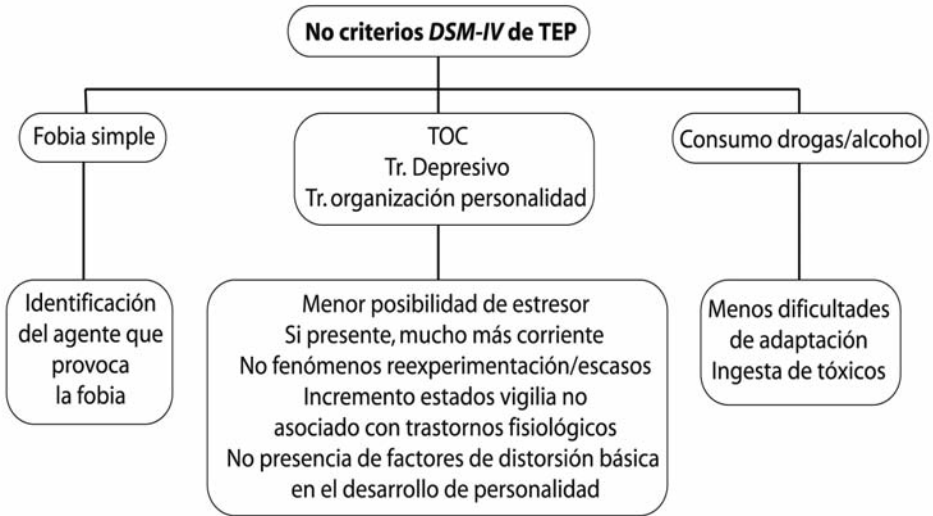 No criterios DSM-IV de TEP
Fobia simple
TOC
Tr. Depresivo
Tr. organización personalidad
Consumo drogas/alcohol
Identificación
del agente que
provoca
la fobia
Menor posibilidad de estresor
Si presente, mucho más corriente
No fenómenos reexperimentación/escasos
Incremento estados vigilia no
asociado con trastornos fisiológicos
No presencia de factores de distorsión básica
en el desarrollo de personalidad
Menos dificultades
de adaptación
Ingesta de tóxicos